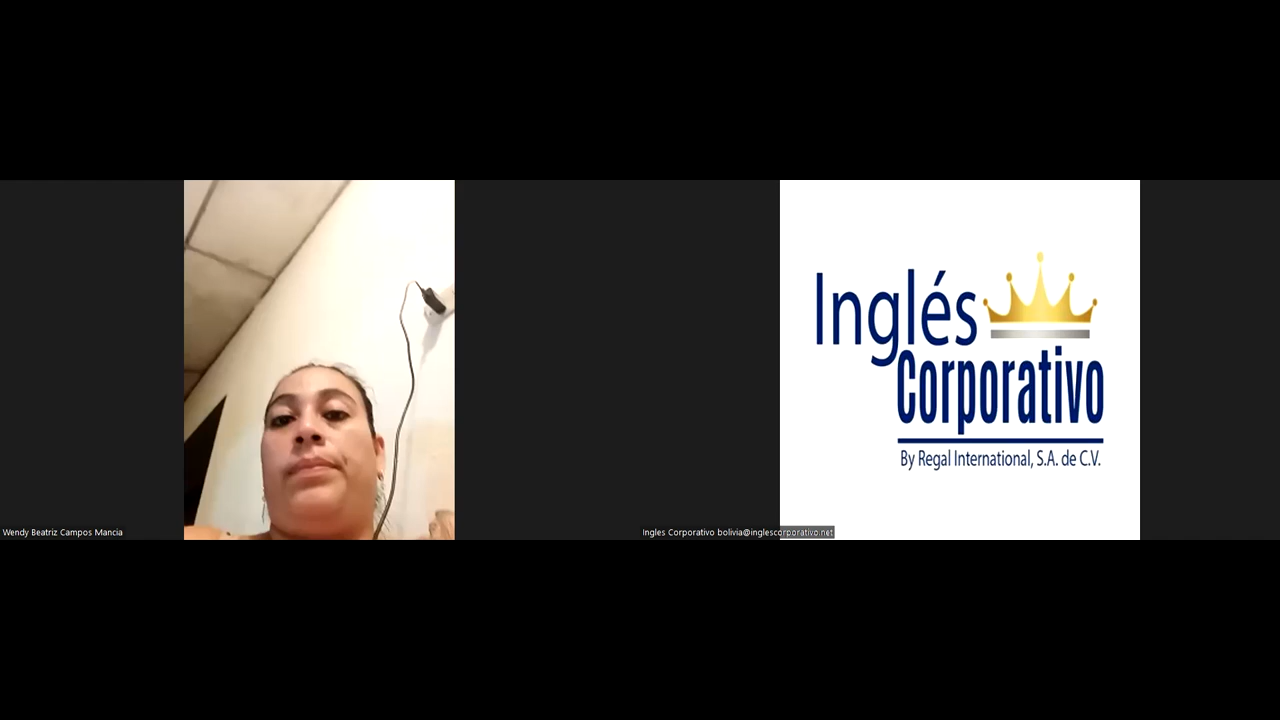 Inglés
Corporativo
By Regal International, S.A. de C.V.
Wendy Beatriz Campos Mancia
Ingles Corporativo bolivia@inglescorporativo.net